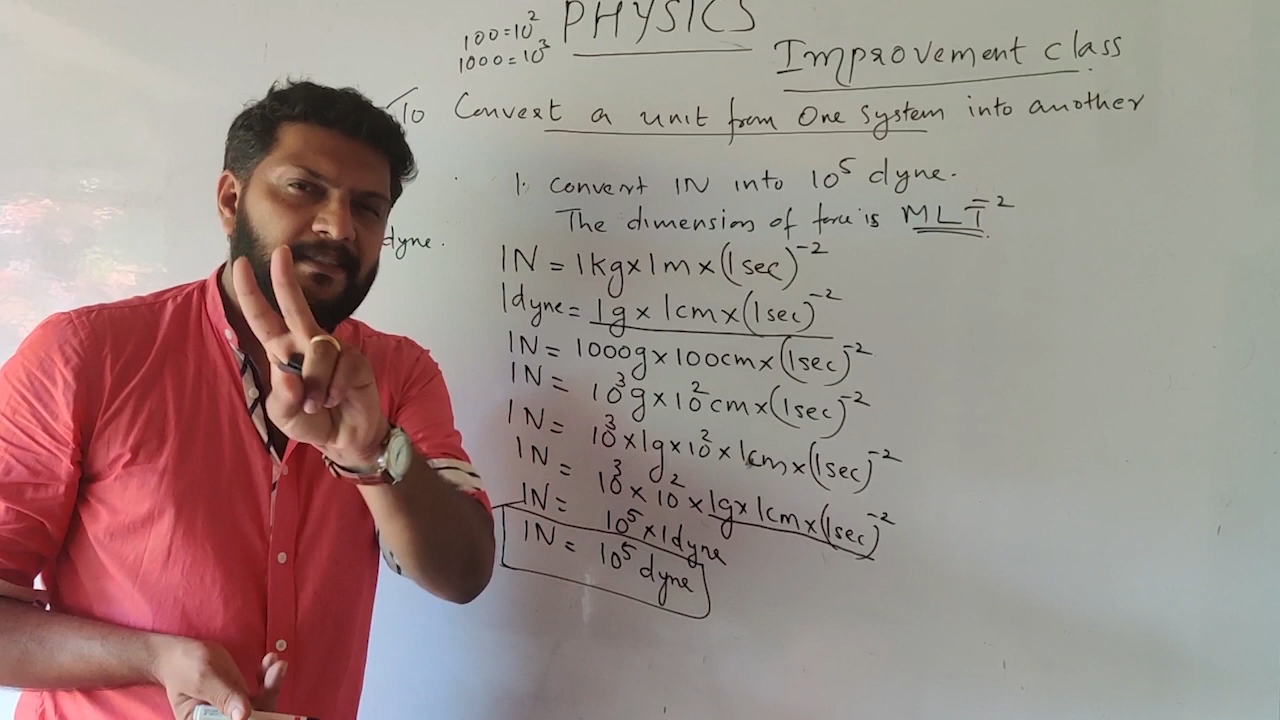 PHYSICS
100=10²
1000=10³
Improvement class
To Convert a unit from One System into another
1. convert 1N into 10⁵ dyne.
The dimension of force is MLT⁻²
dyne.
1N = 1kg×1m×(1sec)⁻²
1dyne = 1g × 1cm×(1sec)⁻²
1N = 1000g×100cm×(1sec)⁻²
1N = 10³g×10²cm×(1sec)⁻²
1N = 10³×1g×10²×1cm×(1sec)⁻²
1N = 10³×10²×1g×1cm×(1sec)⁻²
1N = 10⁵×1dyne
1N = 10⁵ dyne